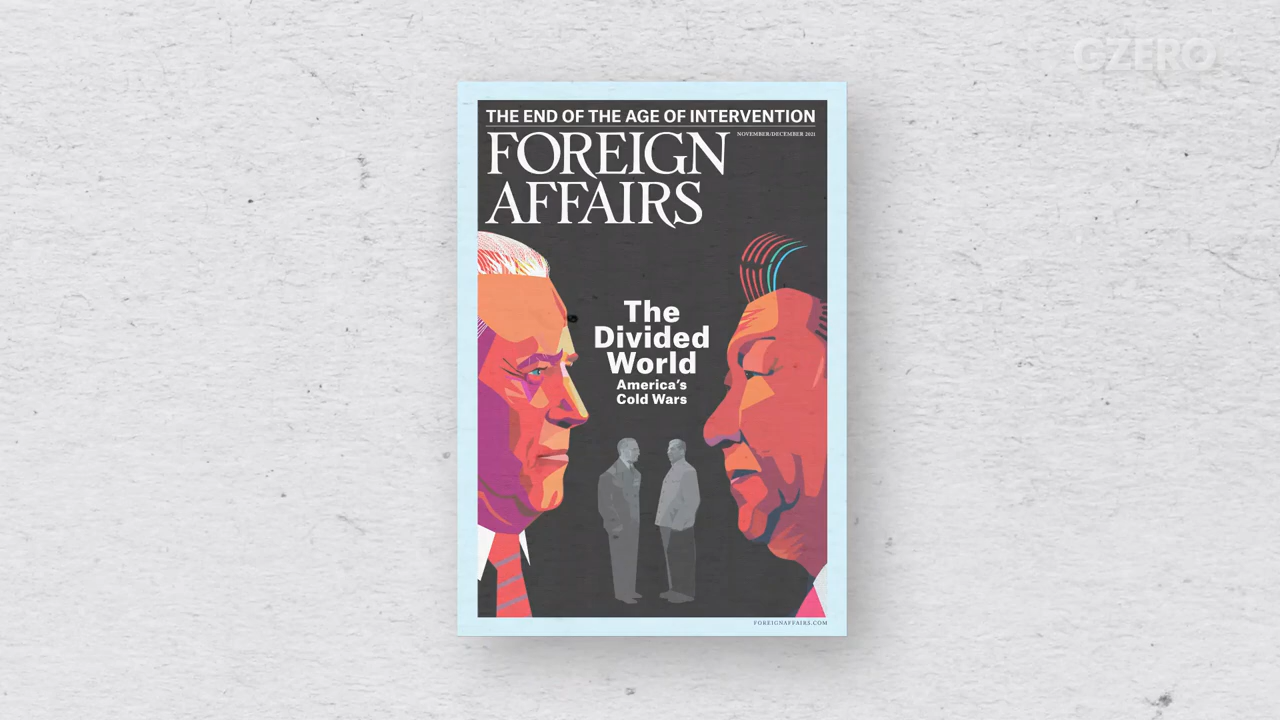 GZERO
THE END OF THE AGE OF INTERVENTION
FOREIGN
NOVEMBER/DECEMBER 2021
AFFAIRS
The
Divided
World
America's
Cold Wars
FOREIGNAFFAIRS.COM